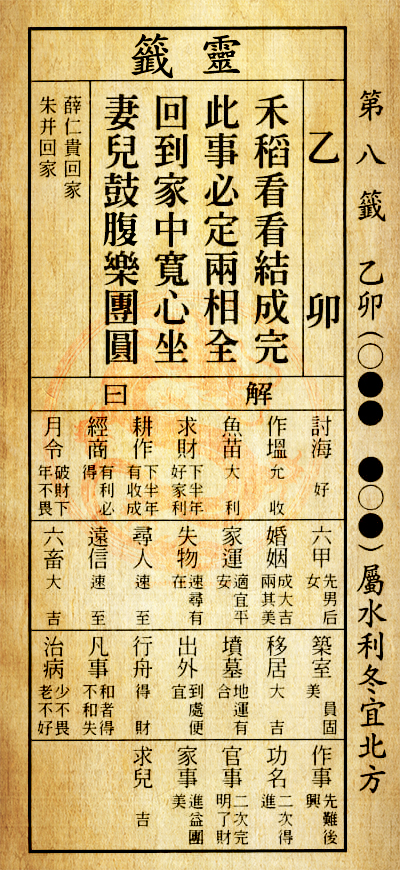 第八籤 乙卯(○●● ●○●)屬水利冬宜北方
靈籤
乙卯
禾稻看看結成完
此事必定兩相全
回到家中寬心坐
妻兒鼓腹樂團圓
薛仁貴回家
朱并回家
解曰
討海 好
作塭 允收
魚苗 大利
求財 下半年好家利
耕作 下半年有收成
經商 有利必得
月令 破財下年不畏
六甲 先男后女
婚姻 成大吉兩其美
家運 適宜平安
失物 速尋有在
尋人 速至
遠信 速至
六畜 大吉
築室 員固美
移居 大吉
墳墓 地運有合
出外 到處便宜
行舟 得財
凡事 和者得不和失
治病 少不畏老不好
作事 先難後興
功名 二次得進
官事 二次完明了財
家事 進益團美
求兒 吉